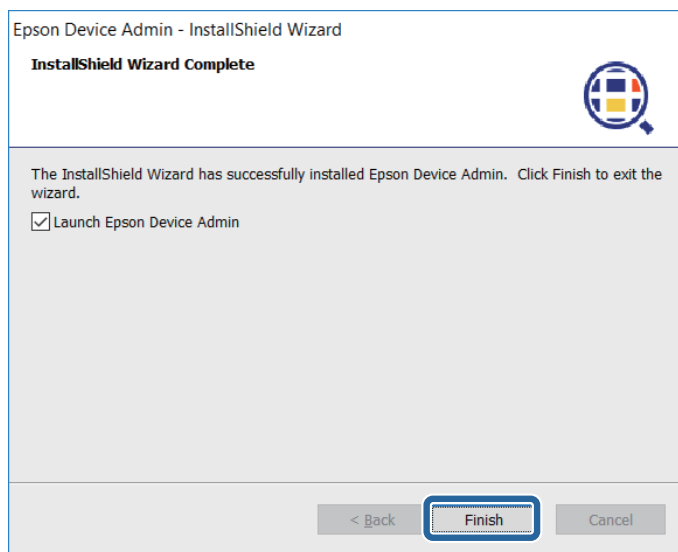 Epson Device Admin - InstallShield Wizard
InstallShield Wizard Complete
The InstallShield Wizard has successfully installed Epson Device Admin. Click Finish to exit the
wizard.
Launch Epson Device Admin
< Back Finish Cancel